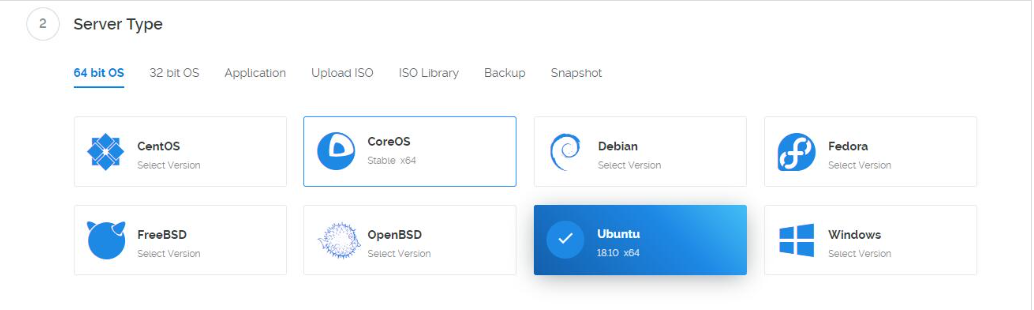 2 Server Type
64 bit OS 32 bit OS Application Upload ISO ISO Library Backup Snapshot
CentOS
Select Version
CoreOS
Stable x64
Debian
Select Version
Fedora
Select Version
FreeBSD
Select Version
OpenBSD
Select Version
Ubuntu
18.10 x64
Windows
Select Version